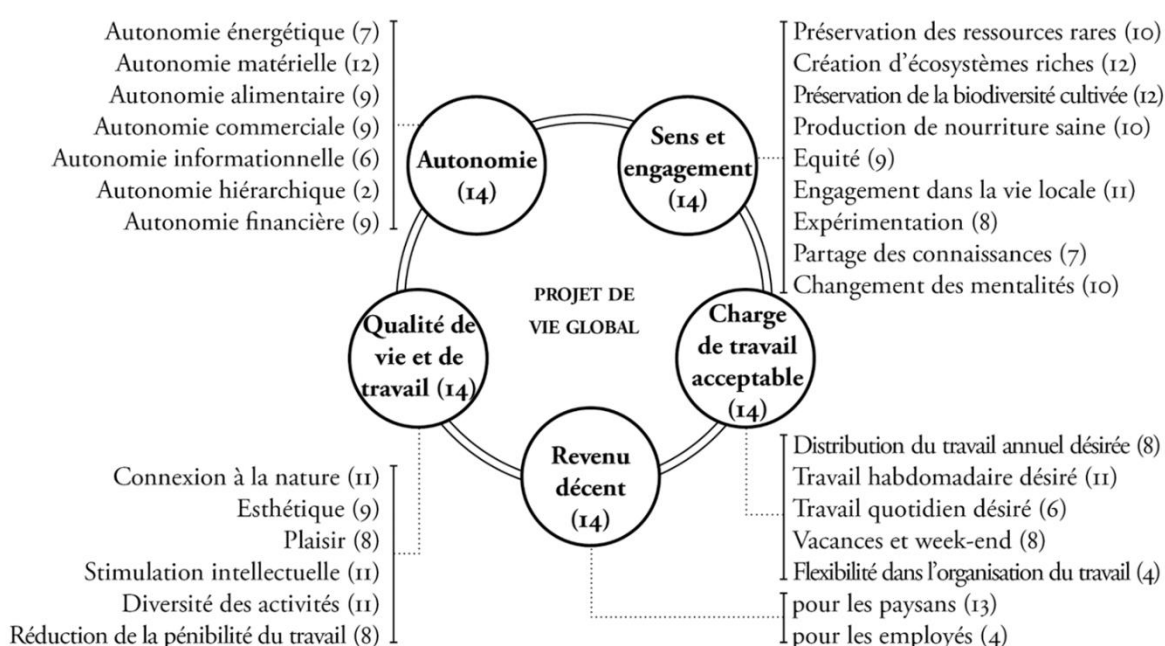 Autonomie énergétique (7)
Autonomie matérielle (12)
Autonomie alimentaire (9)
Autonomie commerciale (9)
Autonomie informationnelle (6)
Autonomie hiérarchique (2)
Autonomie financière (9)
Autonomie
(14)
Sens et
engagement
(14)
Préservation des ressources rares (10)
Création d’écosystèmes riches (12)
Préservation de la biodiversité cultivée (12)
Production de nourriture saine (10)
Equité (9)
Engagement dans la vie locale (11)
Expérimentation (8)
Partage des connaissances (7)
Changement des mentalités (10)
PROJET DE
VIE GLOBAL
Qualité de
vie et de
travail (14)
Charge
de travail
acceptable
(14)
Revenu
décent
(14)
Connexion à la nature (11)
Esthétique (9)
Plaisir (8)
Stimulation intellectuelle (11)
Diversité des activités (11)
Réduction de la pénibilité du travail (8)
Distribution du travail annuel désirée (8)
Travail habdomadaire désiré (11)
Travail quotidien désiré (6)
Vacances et week-end (8)
Flexibilité dans l’organisation du travail (4)
pour les paysans (13)
pour les employés (4)